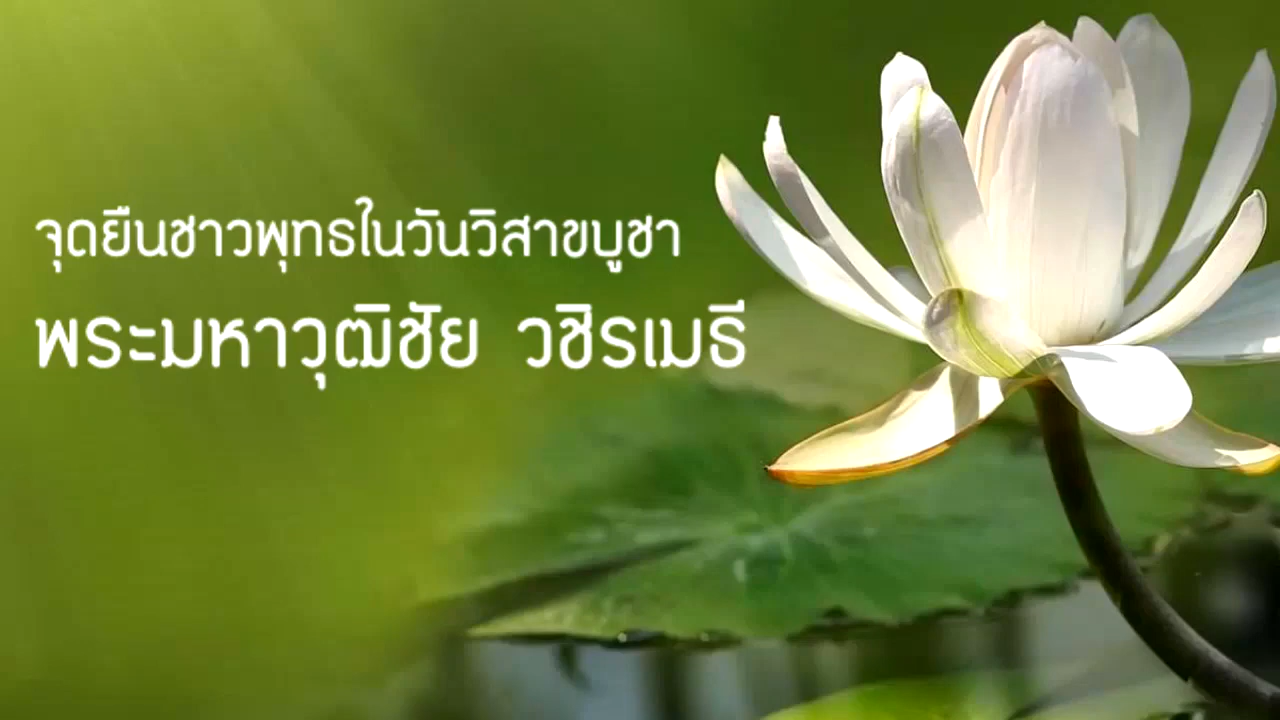 จุดยืนชาวพุทธในวันวิสาขบูชา
พระมหาวุฒิชัย วชิรเมธี